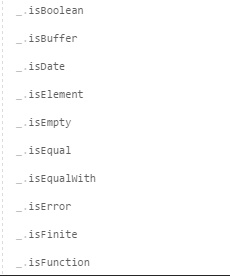 _.isBoolean
_.isBuffer
_.isDate
_.isElement
_.isEmpty
_.isEqual
_.isEqualWith
_.isError
_.isFinite
_.isFunction